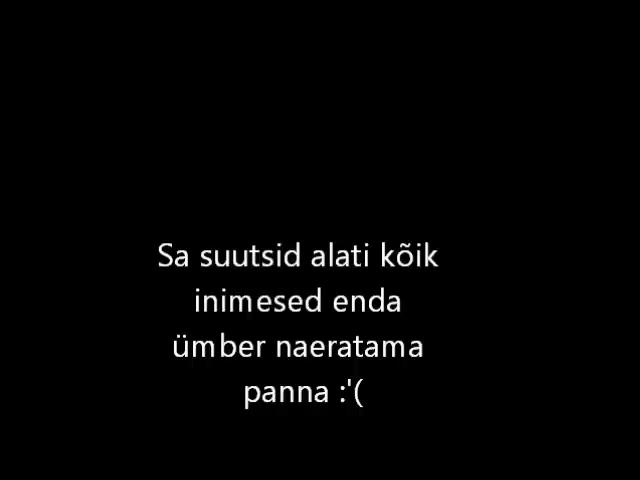 Sa suutsid alati kõik
inimesed enda
ümber naeratama
panna :'(